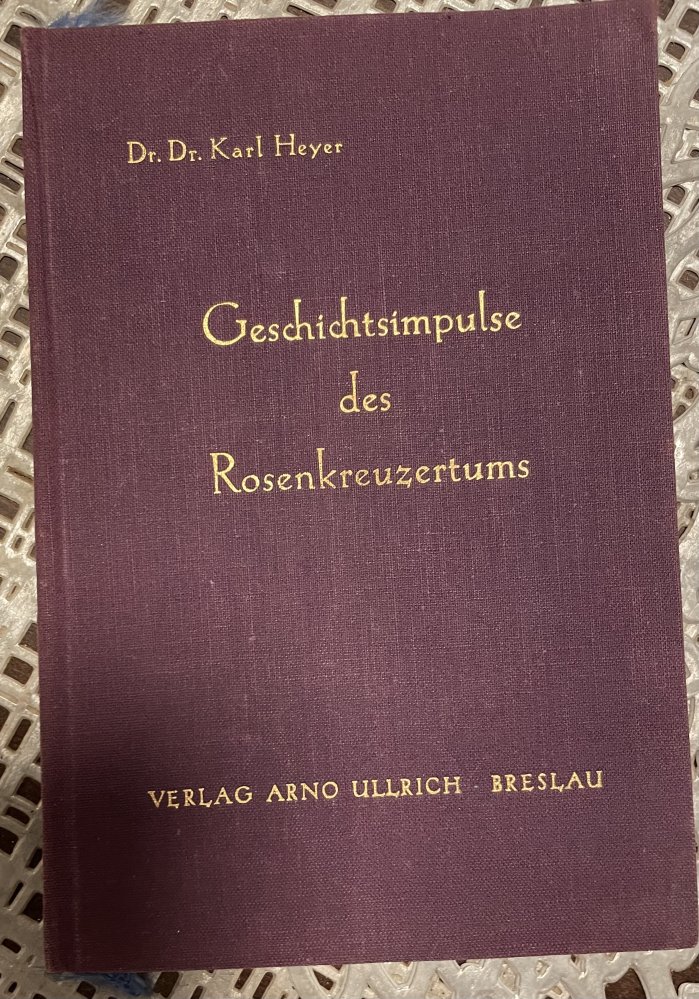 Dr. Dr. Karl Heyer
Geschichtsimpulse
des
Rosenkreuzertums
VERLAG ARNO ULLRICH · BRESLAU